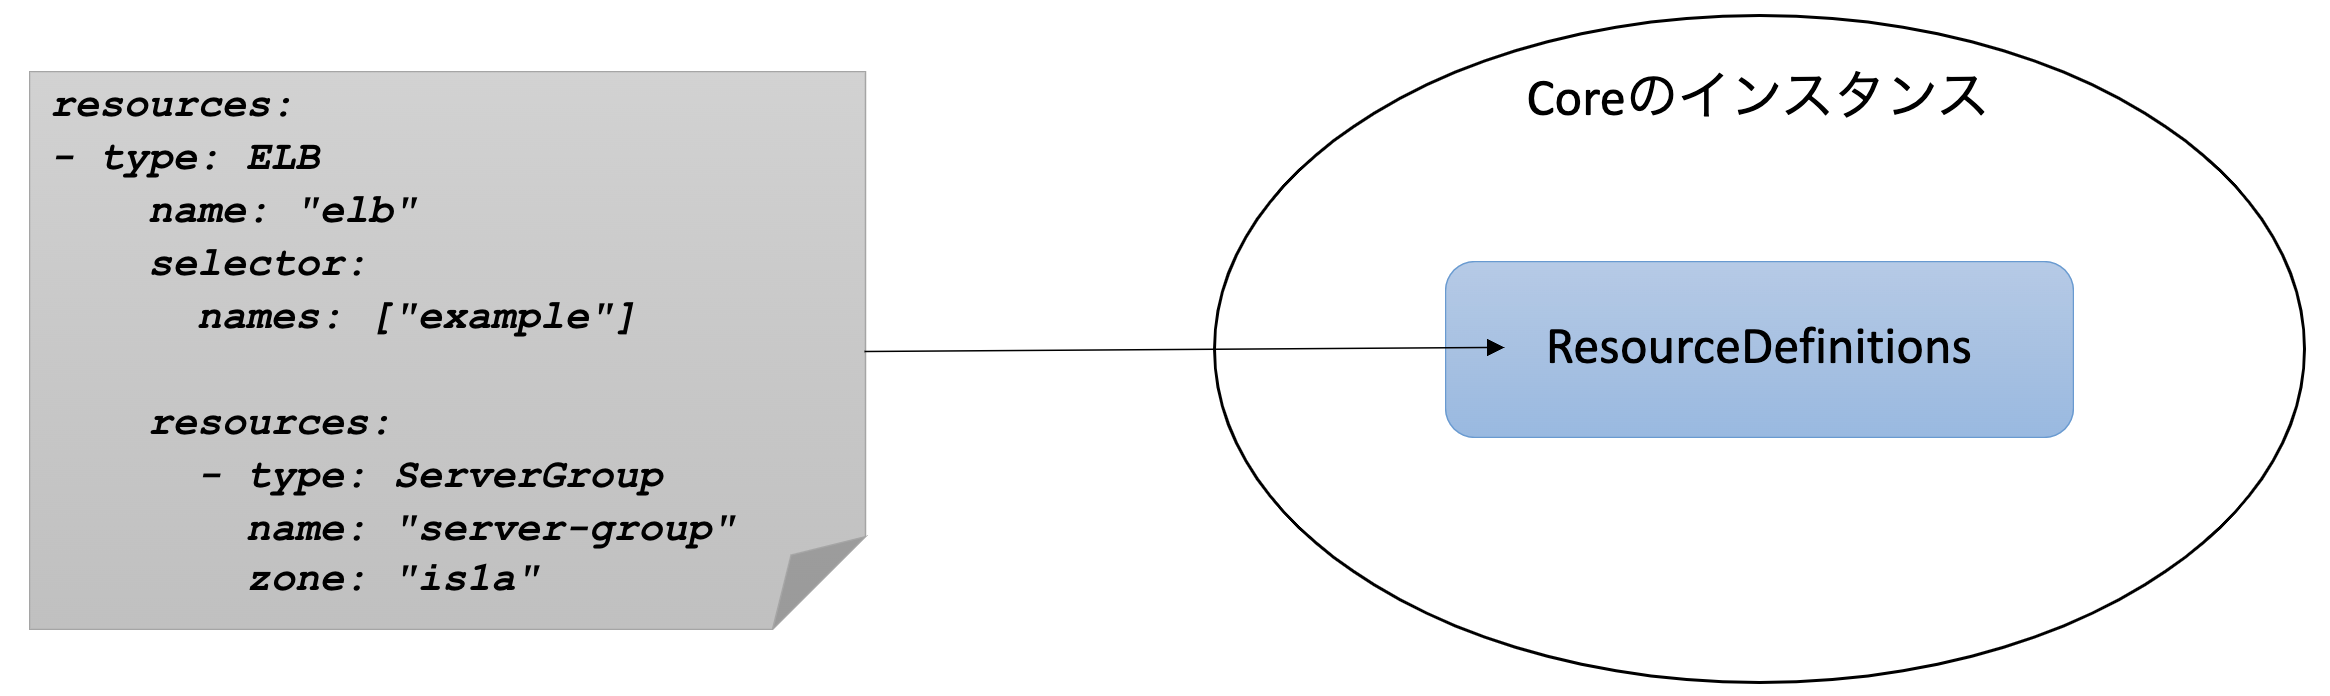 resources:
- type: ELB
    name: "elb"
    selector:
      names: ["example"]
    resources:
      - type: ServerGroup
        name: "server-group"
        zone: "is1a"
Coreのインスタンス
ResourceDefinitions